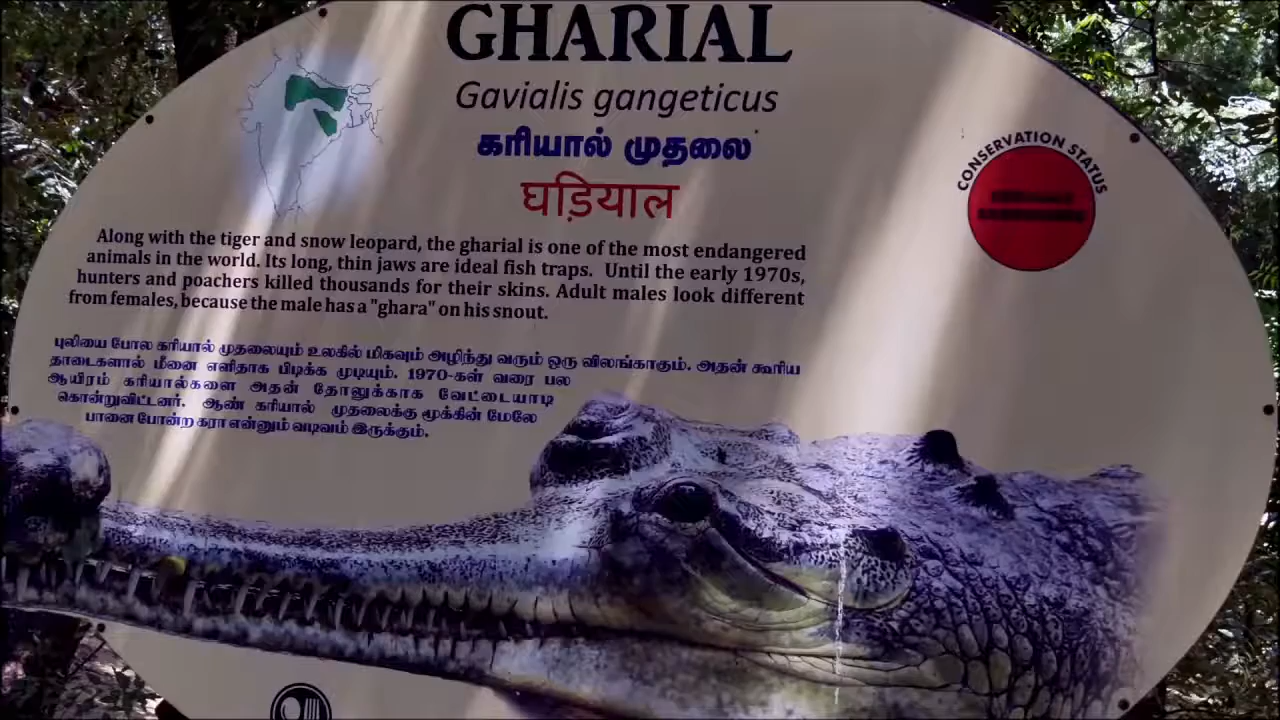 GHARIAL
Gavialis gangeticus
கரியால் முதலை
घड़ियाल
CONSERVATION STATUS
Along with the tiger and snow leopard, the gharial is one of the most endangered
animals in the world. Its long, thin jaws are ideal fish traps. Until the early 1970s,
hunters and poachers killed thousands for their skins. Adult males look different
from females, because the male has a "ghara" on his snout.
புலியை போல கரியால் முதலையும் உலகில் மிகவும் அழிந்து வரும் ஒரு விலங்காகும். அதன் கூரிய
தாடைகளால் மீனை எளிதாக பிடிக்க முடியும். 1970-கள் வரை பல
ஆயிரம் கரியால்களை அதன் தோலுக்காக வேட்டையாடி
கொன்றுவிட்டனர். ஆண் கரியால் முதலைக்கு மூக்கின் மேலே
பானை போன்ற கரா என்னும் வடிவம் இருக்கும்.